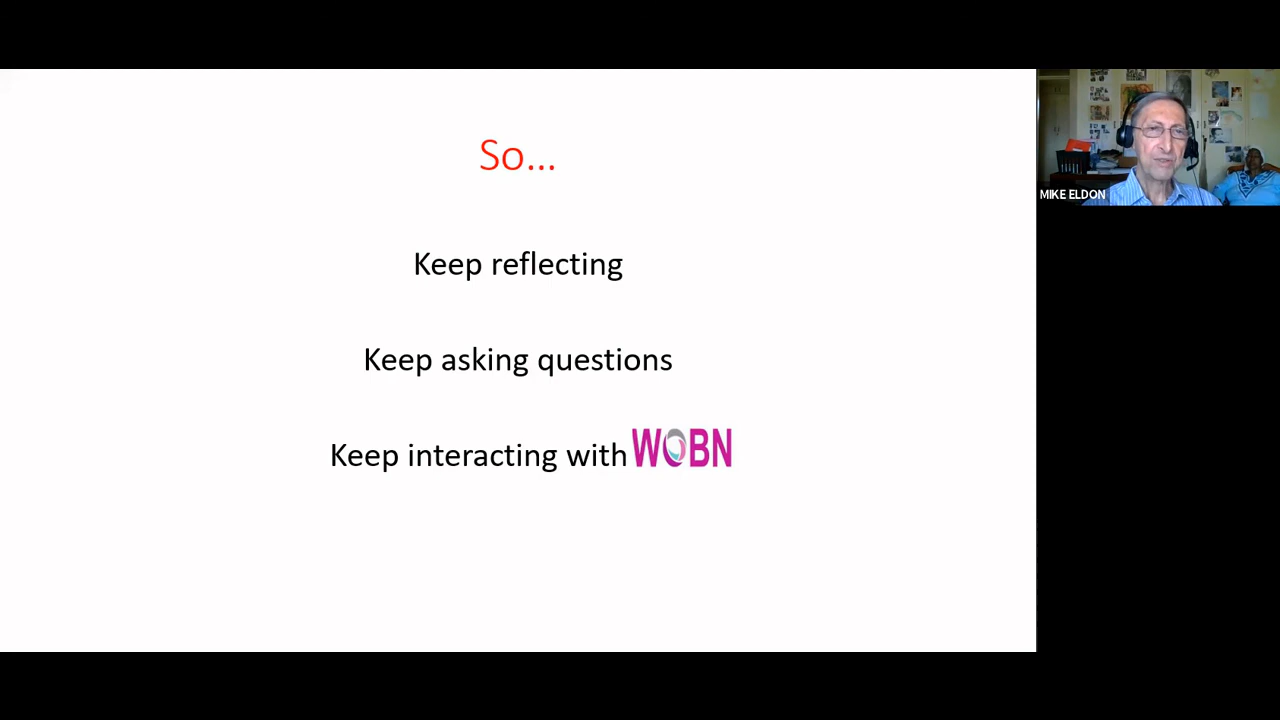 So...
Keep reflecting
Keep asking questions
Keep interacting with WOBN
MIKE ELDON